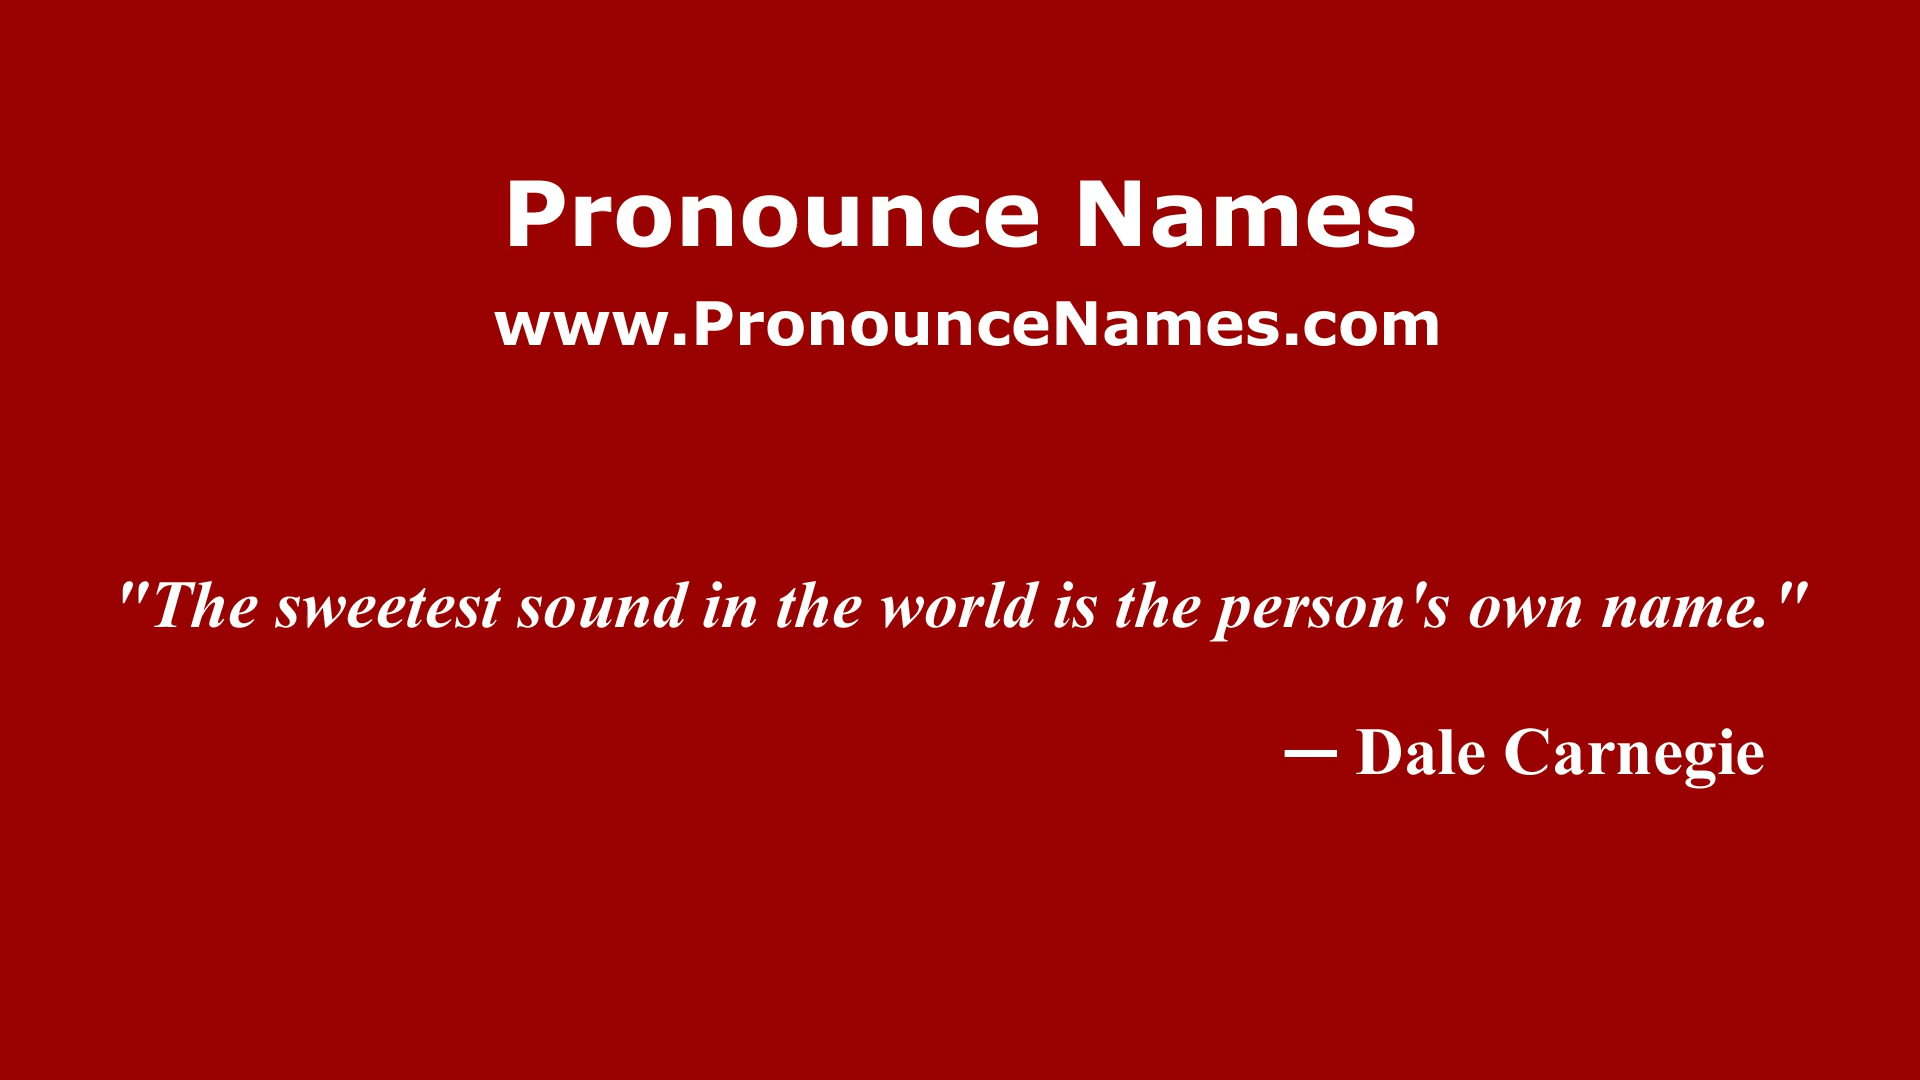 Pronounce Names
www.PronounceNames.com
"The sweetest sound in the world is the person's own name."
— Dale Carnegie